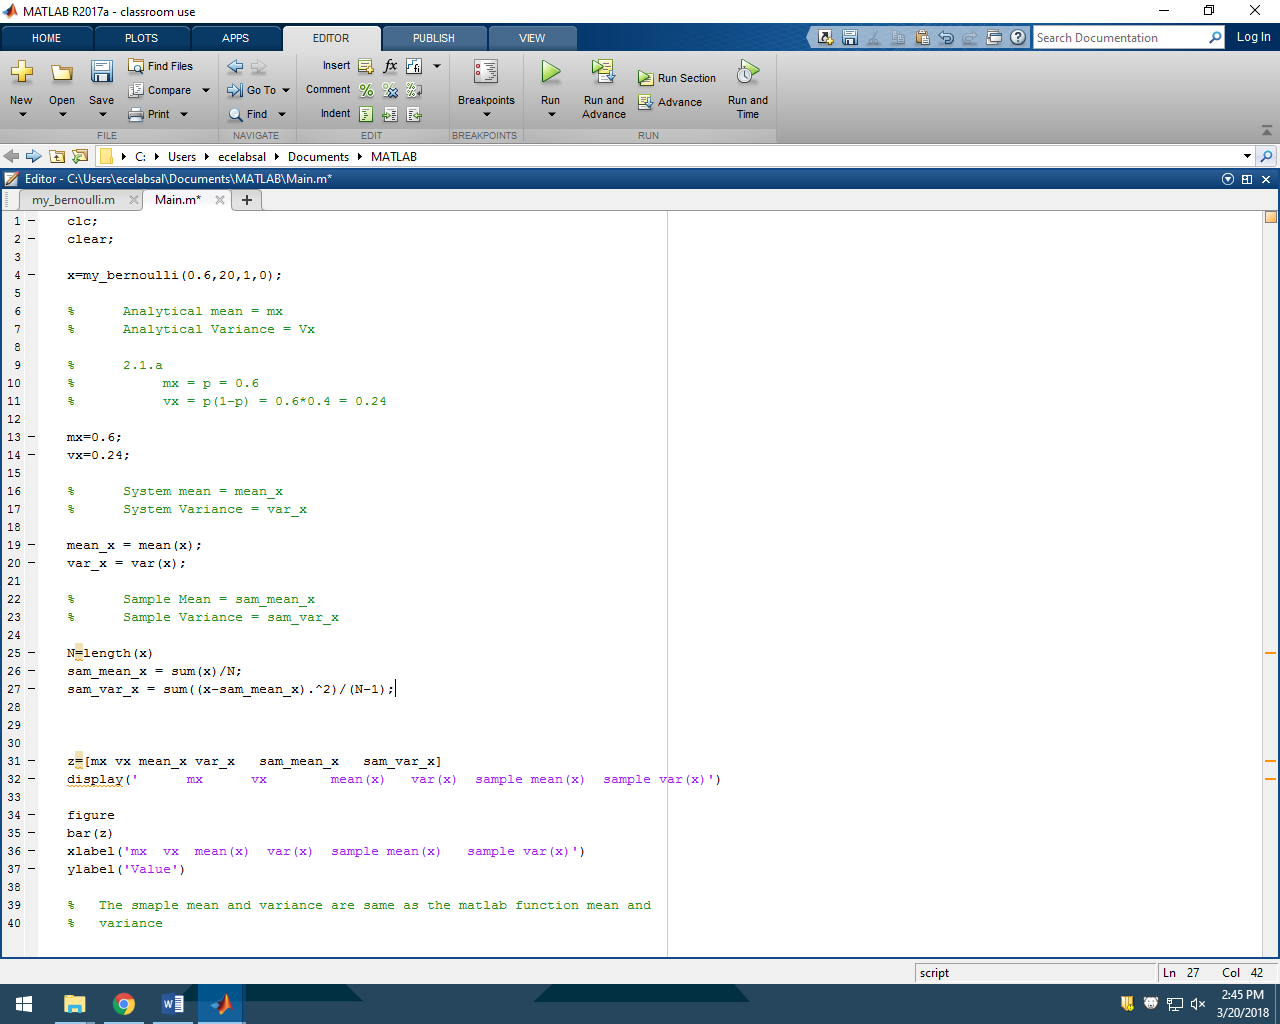 MATLAB R2017a - classroom use
HOME PLOTS APPS EDITOR PUBLISH VIEW Search Documentation Log In
New Open Save Find Files Compare Print Go To Find Insert fx Comment Indent Breakpoints Run Run and Advance Run Section Advance Run and Time
FILE NAVIGATE EDIT BREAKPOINTS RUN
C: Users ecelabsal Documents MATLAB
Editor - C:\Users\ecelabsal\Documents\MATLAB\Main.m*
my_bernoulli.m Main.m* +
1 clc;
2 clear;
3
4 x=my_bernoulli(0.6,20,1,0);
5
6 % Analytical mean = mx
7 % Analytical Variance = Vx
8
9 % 2.1.a
10 % mx = p = 0.6
11 % vx = p(1-p) = 0.6*0.4 = 0.24
12
13 mx=0.6;
14 vx=0.24;
15
16 % System mean = mean_x
17 % System Variance = var_x
18
19 mean_x = mean(x);
20 var_x = var(x);
21
22 % Sample Mean = sam_mean_x
23 % Sample Variance = sam_var_x
24
25 N=length(x)
26 sam_mean_x = sum(x)/N;
27 sam_var_x = sum((x-sam_mean_x).^2)/(N-1);
28
29
30
31 z=[mx vx mean_x var_x   sam_mean_x   sam_var_x]
32 display('      mx      vx        mean(x)   var(x)  sample mean(x)  sample var(x)')
33
34 figure
35 bar(z)
36 xlabel('mx  vx  mean(x)  var(x)  sample mean(x)   sample var(x)')
37 ylabel('Value')
38
39 %   The smaple mean and variance are same as the matlab function mean and
40 %   variance
script Ln 27 Col 42
2:45 PM
3/20/2018